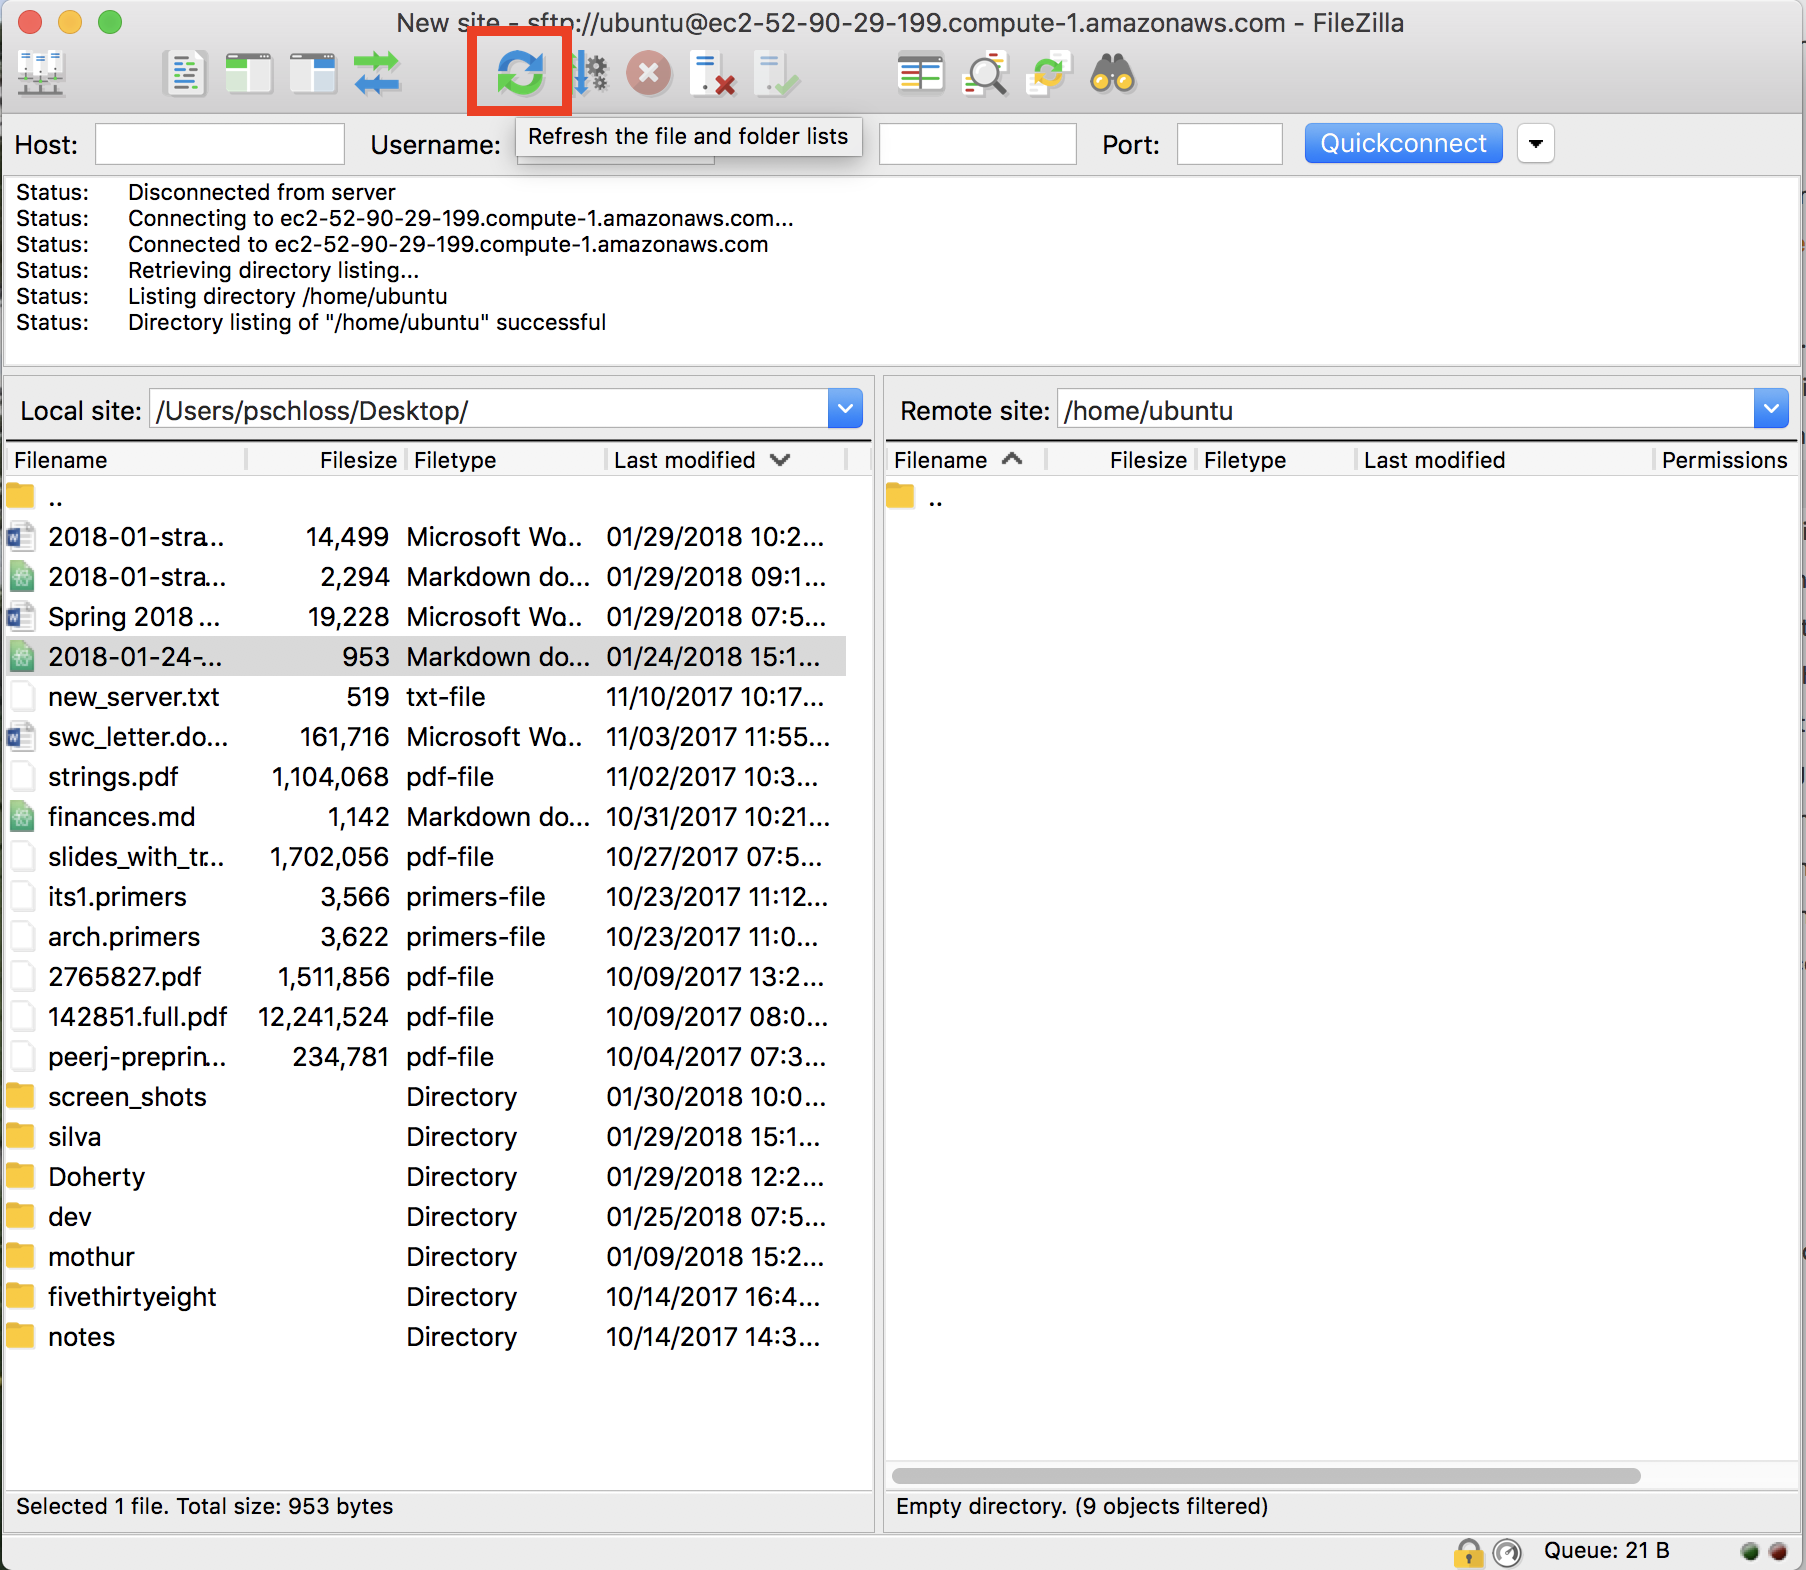 New site - sftp://ubuntu@ec2-52-90-29-199.compute-1.amazonaws.com - FileZilla
Host: Username: Port: Quickconnect
Refresh the file and folder lists
Status: Disconnected from server
Status: Connecting to ec2-52-90-29-199.compute-1.amazonaws.com...
Status: Connected to ec2-52-90-29-199.compute-1.amazonaws.com
Status: Retrieving directory listing...
Status: Listing directory /home/ubuntu
Status: Directory listing of "/home/ubuntu" successful
Local site: /Users/pschloss/Desktop/
Filename Filesize Filetype Last modified
..
2018-01-stra... 14,499 Microsoft Wo... 01/29/2018 10:2...
2018-01-stra... 2,294 Markdown do... 01/29/2018 09:1...
Spring 2018 ... 19,228 Microsoft Wo... 01/29/2018 07:5...
2018-01-24-... 953 Markdown do... 01/24/2018 15:1...
new_server.txt 519 txt-file 11/10/2017 10:17...
swc_letter.do... 161,716 Microsoft Wo... 11/03/2017 11:55...
strings.pdf 1,104,068 pdf-file 11/02/2017 10:3...
finances.md 1,142 Markdown do... 10/31/2017 10:21...
slides_with_tr... 1,702,056 pdf-file 10/27/2017 07:5...
its1.primers 3,566 primers-file 10/23/2017 11:12...
arch.primers 3,622 primers-file 10/23/2017 11:0...
2765827.pdf 1,511,856 pdf-file 10/09/2017 13:2...
142851.full.pdf 12,241,524 pdf-file 10/09/2017 08:0...
peerj-preprin... 234,781 pdf-file 10/04/2017 07:3...
screen_shots Directory 01/30/2018 10:0...
silva Directory 01/29/2018 15:1...
Doherty Directory 01/29/2018 12:2...
dev Directory 01/25/2018 07:5...
mothur Directory 01/09/2018 15:2...
fivethirtyeight Directory 10/14/2017 16:4...
notes Directory 10/14/2017 14:3...
Selected 1 file. Total size: 953 bytes
Remote site: /home/ubuntu
Filename Filesize Filetype Last modified Permissions
..
Empty directory. (9 objects filtered)
Queue: 21 B